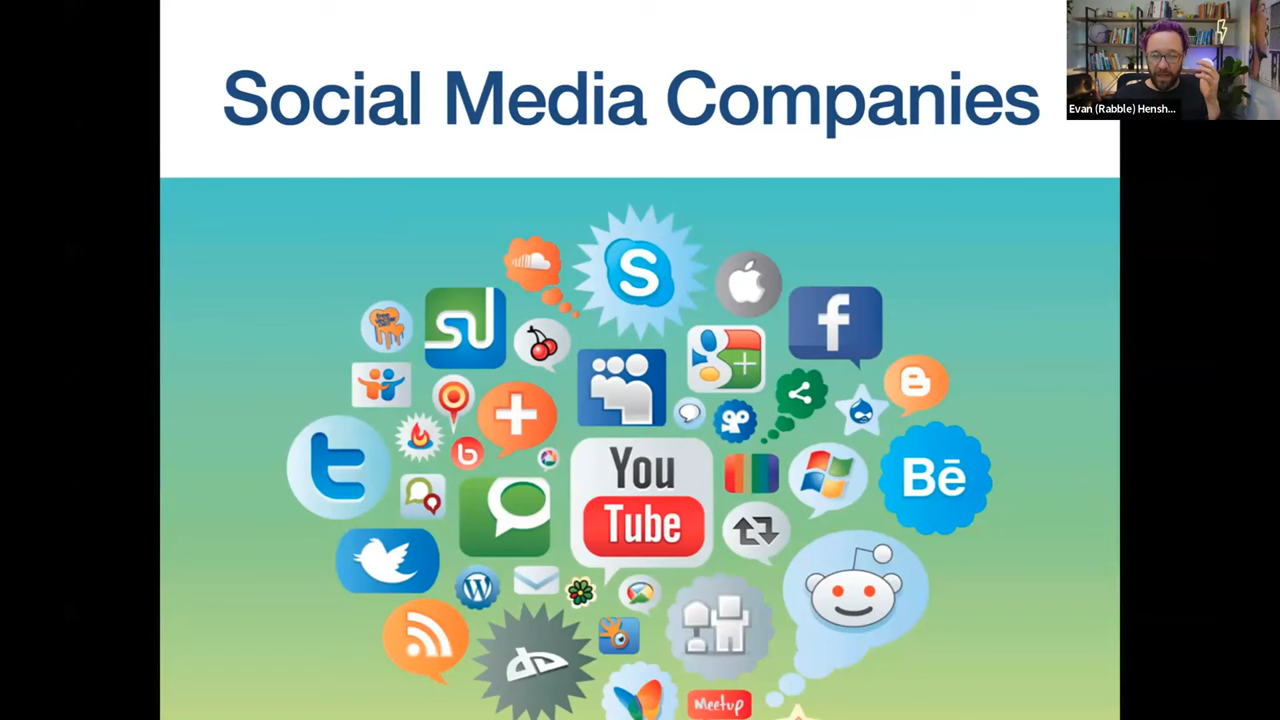 Social Media Companies
Evan (Rabble) Hensh...
S
f
g+
B
t
b
You
Tube
Bē
Meetup